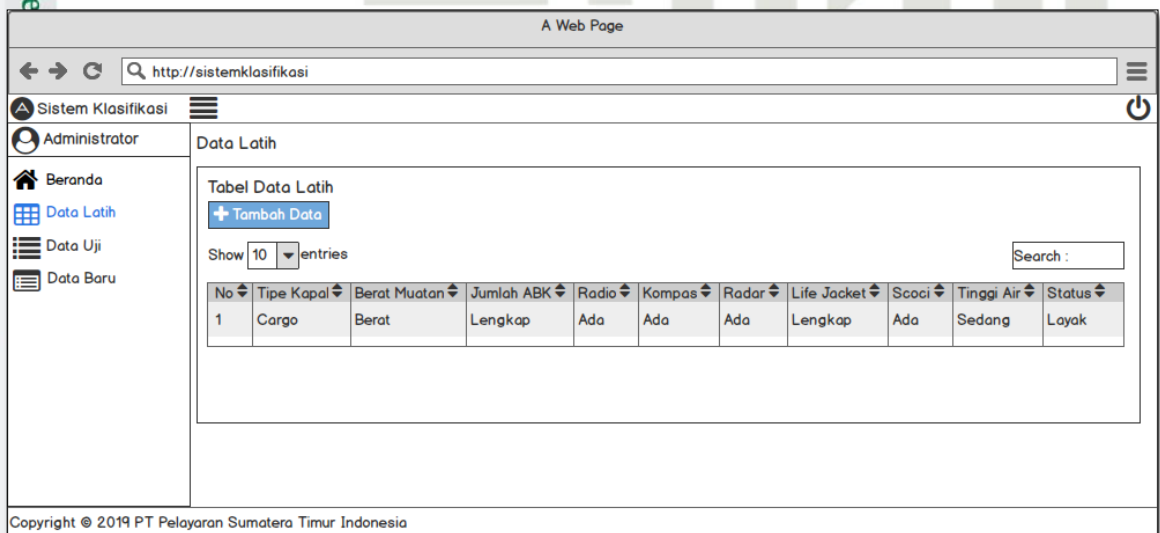 A Web Page
http://sistemklasifikasi
Sistem Klasifikasi
Administrator
Beranda
Data Latih
Data Uji
Data Baru
Data Latih
Tabel Data Latih
Tambah Data
Show 10 entries
Search :
No Tipe Kapal Berat Muatan Jumlah ABK Radio Kompas Radar Life Jacket Scoci Tinggi Air Status
1 Cargo Berat Lengkap Ada Ada Ada Lengkap Ada Sedang Layak
Copyright © 2019 PT Pelayaran Sumatera Timur Indonesia